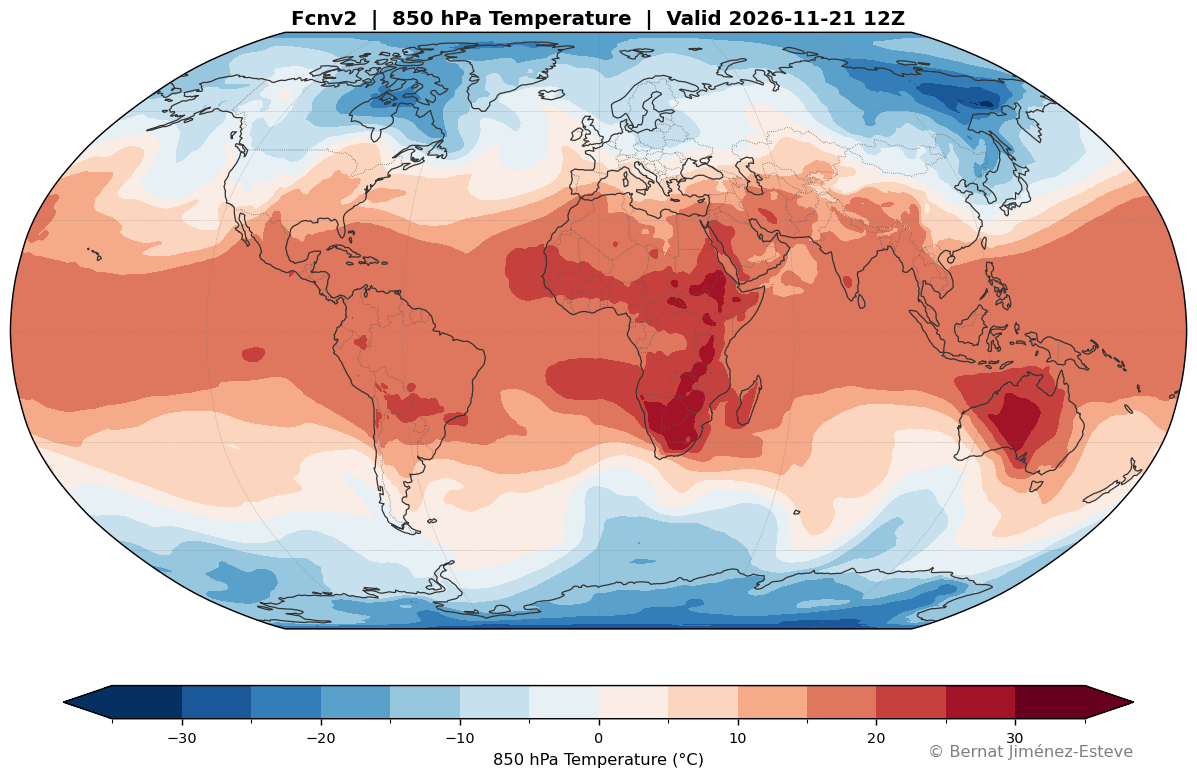 Fcnv2 | 850 hPa Temperature | Valid 2026-11-21 12Z
−30 −20 −10 0 10 20 30
850 hPa Temperature (°C)
© Bernat Jiménez-Esteve